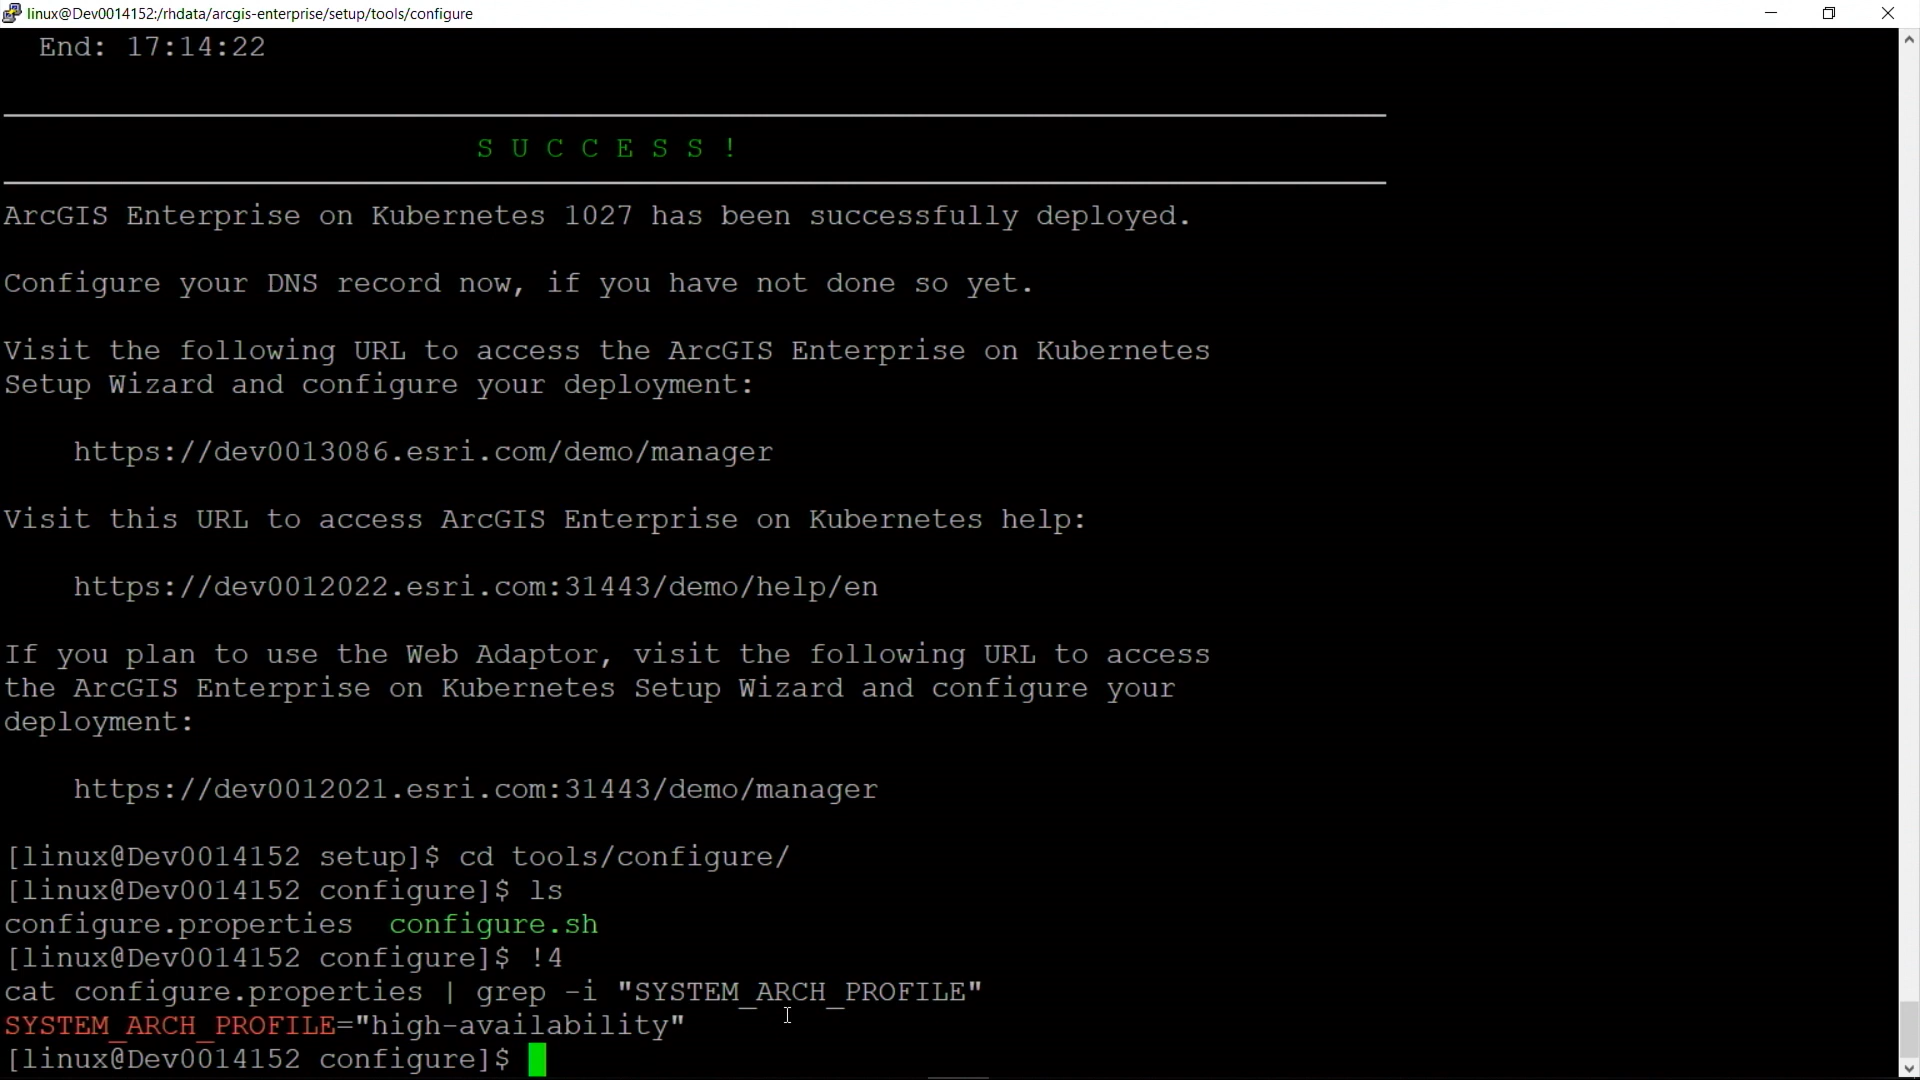 linux@Dev0014152:/rhdata/arcgis-enterprise/setup/tools/configure
End: 17:14:22
S U C C E S S !
ArcGIS Enterprise on Kubernetes 1027 has been successfully deployed.
Configure your DNS record now, if you have not done so yet.
Visit the following URL to access the ArcGIS Enterprise on Kubernetes
Setup Wizard and configure your deployment:
https://dev0013086.esri.com/demo/manager
Visit this URL to access ArcGIS Enterprise on Kubernetes help:
https://dev0012022.esri.com:31443/demo/help/en
If you plan to use the Web Adaptor, visit the following URL to access
the ArcGIS Enterprise on Kubernetes Setup Wizard and configure your
deployment:
https://dev0012021.esri.com:31443/demo/manager
[linux@Dev0014152 setup]$ cd tools/configure/
[linux@Dev0014152 configure]$ ls
configure.properties  configure.sh
[linux@Dev0014152 configure]$ !4
cat configure.properties | grep -i "SYSTEM_ARCH_PROFILE"
SYSTEM_ARCH_PROFILE="high-availability"
[linux@Dev0014152 configure]$